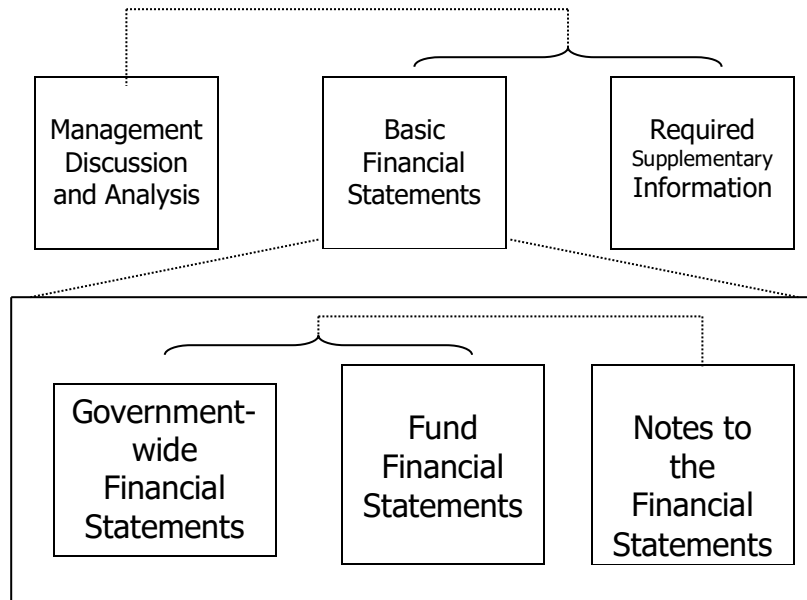 Management
Discussion
and Analysis
Basic
Financial
Statements
Required
Supplementary
Information
Government-
wide
Financial
Statements
Fund
Financial
Statements
Notes to
the
Financial
Statements